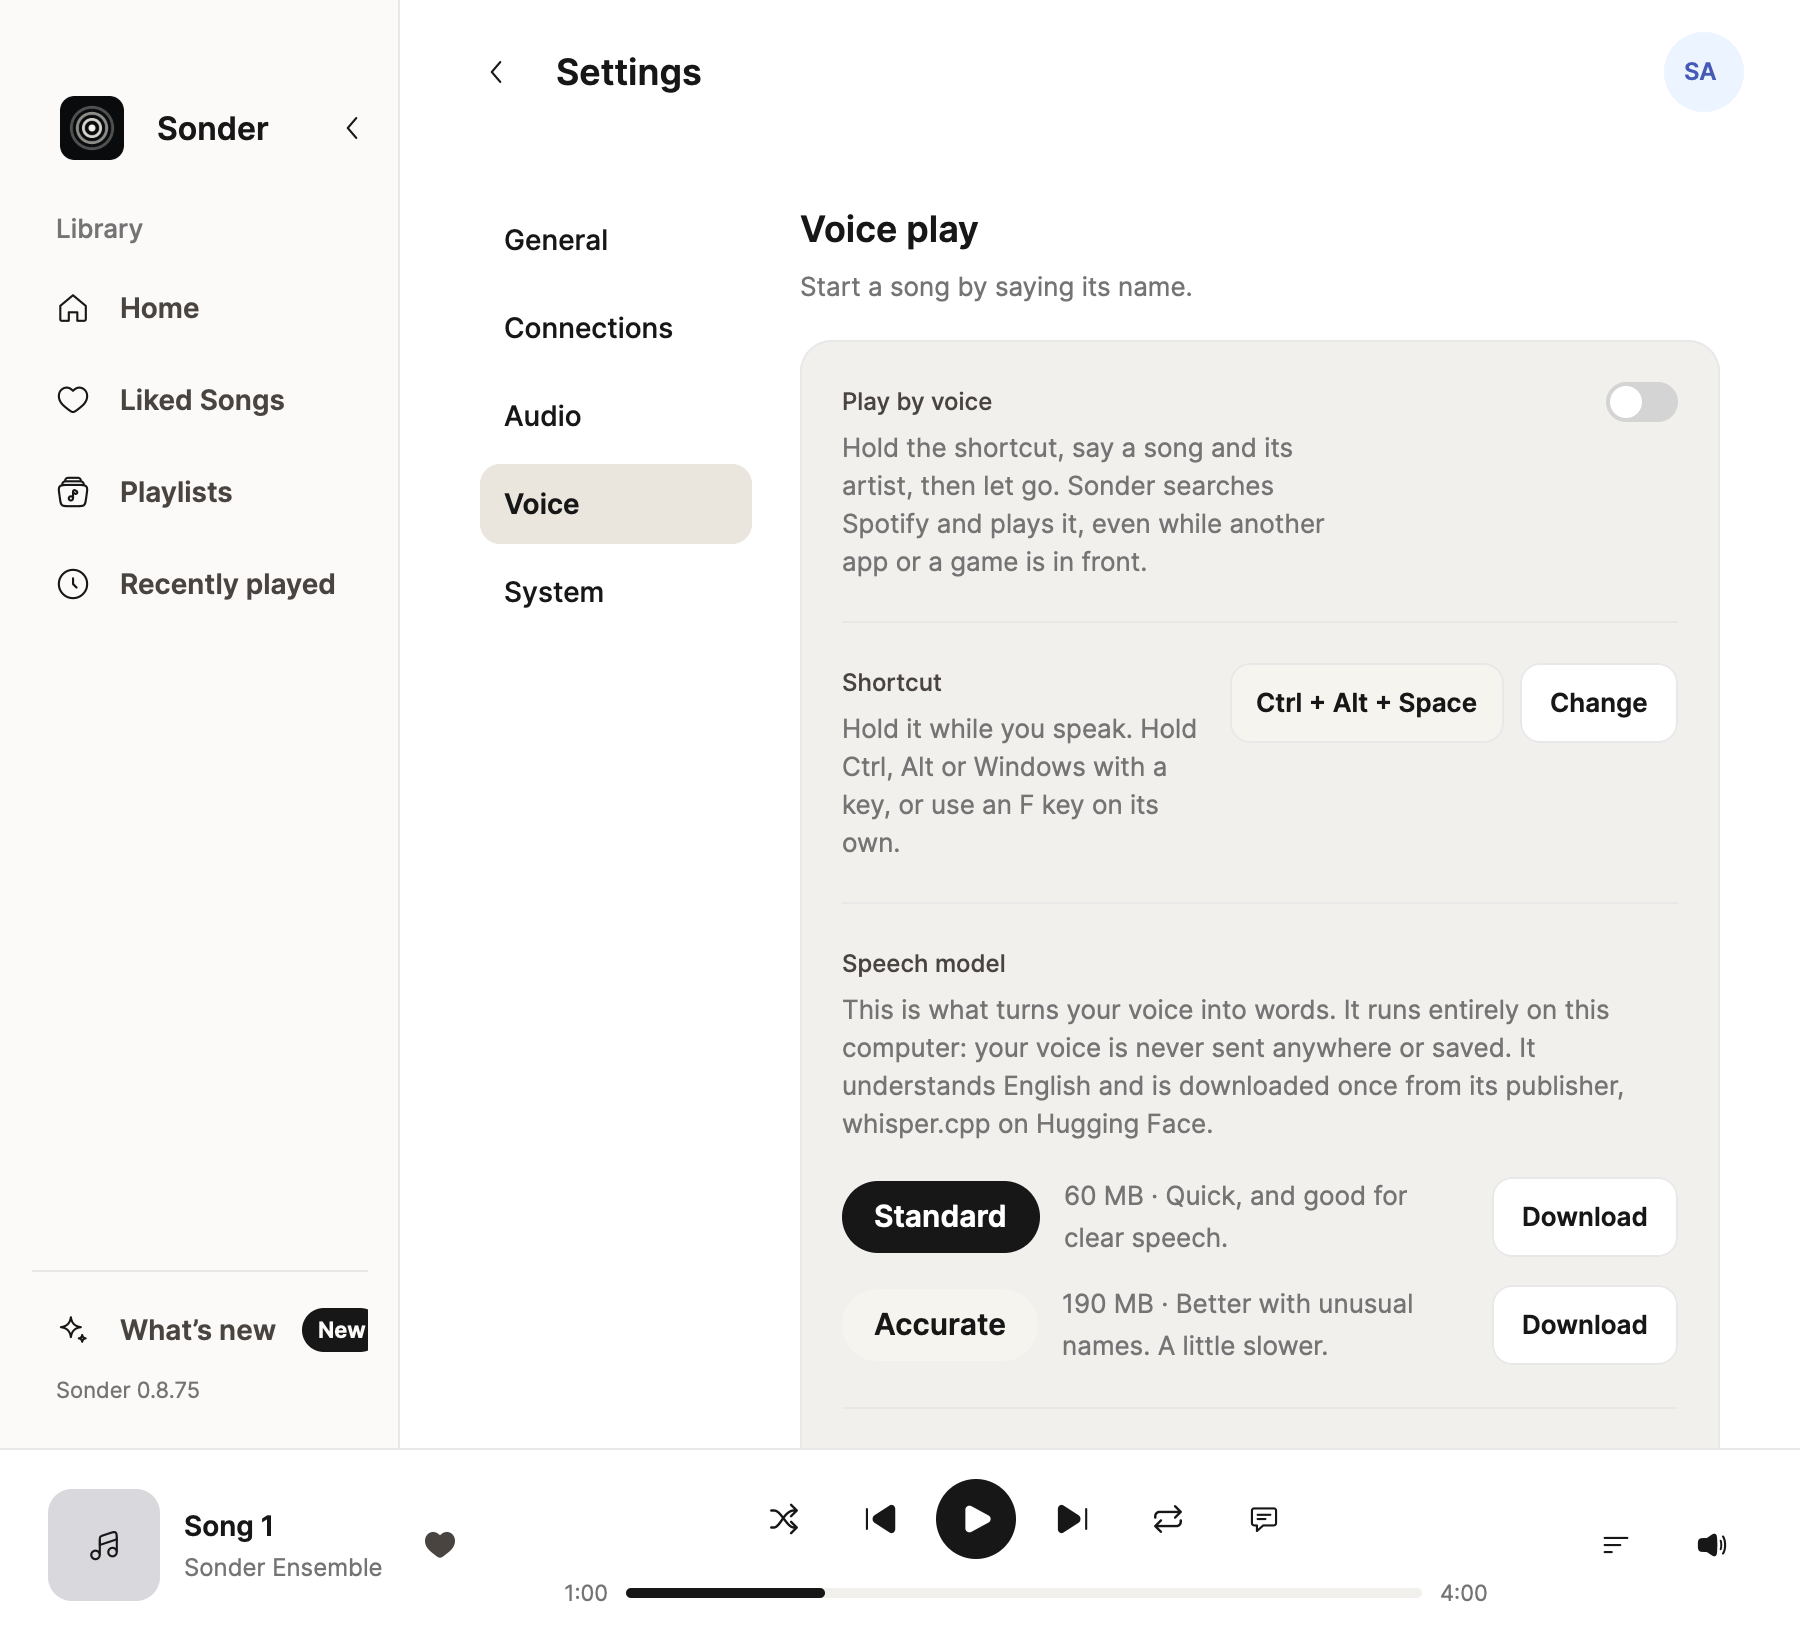 Settings
SA
Sonder
Library
Home
Liked Songs
Playlists
Recently played
What’s new
New
Sonder 0.8.75
General
Connections
Audio
Voice
System
Voice play
Start a song by saying its name.
Play by voice
Hold the shortcut, say a song and its
artist, then let go. Sonder searches
Spotify and plays it, even while another
app or a game is in front.
Shortcut
Hold it while you speak. Hold
Ctrl, Alt or Windows with a
key, or use an F key on its
own.
Ctrl + Alt + Space
Change
Speech model
This is what turns your voice into words. It runs entirely on this
computer: your voice is never sent anywhere or saved. It
understands English and is downloaded once from its publisher,
whisper.cpp on Hugging Face.
Standard
60 MB · Quick, and good for
clear speech.
Download
Accurate
190 MB · Better with unusual
names. A little slower.
Download
Song 1
Sonder Ensemble
1:00
4:00